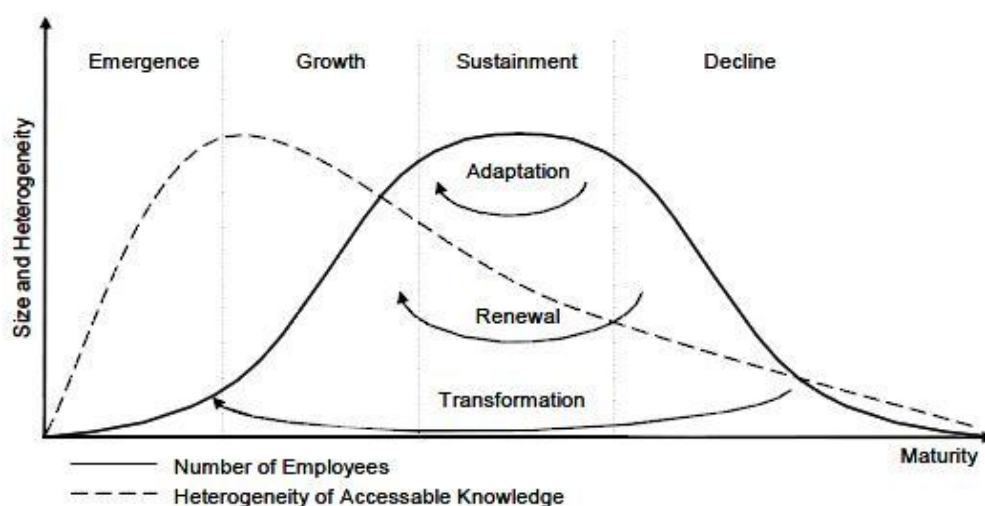 Emergence Growth Sustainment Decline
Size and Heterogeneity
Adaptation
Renewal
Transformation
Maturity
Number of Employees
Heterogeneity of Accessable Knowledge